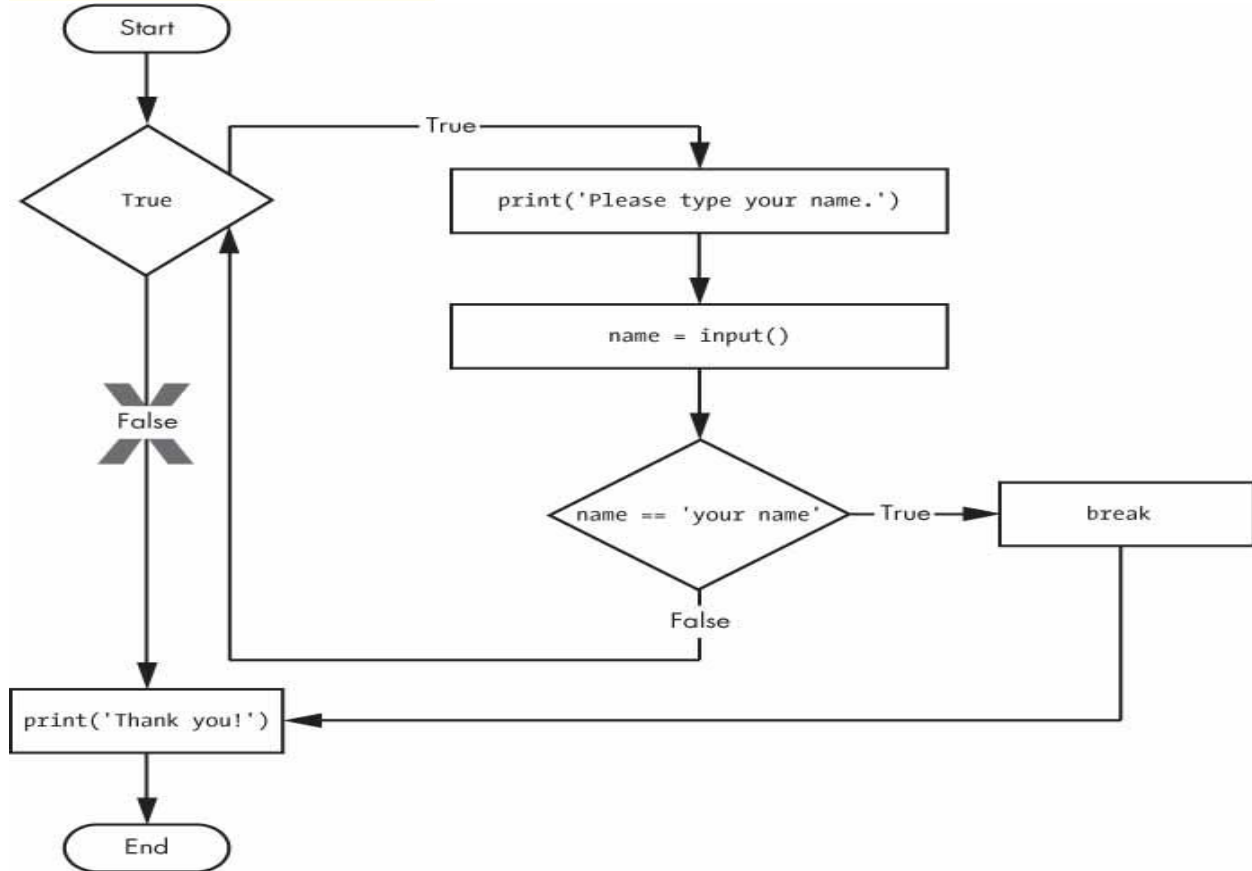 Start
True
True
print('Please type your name.')
name = input()
False
name == 'your name'
True
break
False
print('Thank you!')
End